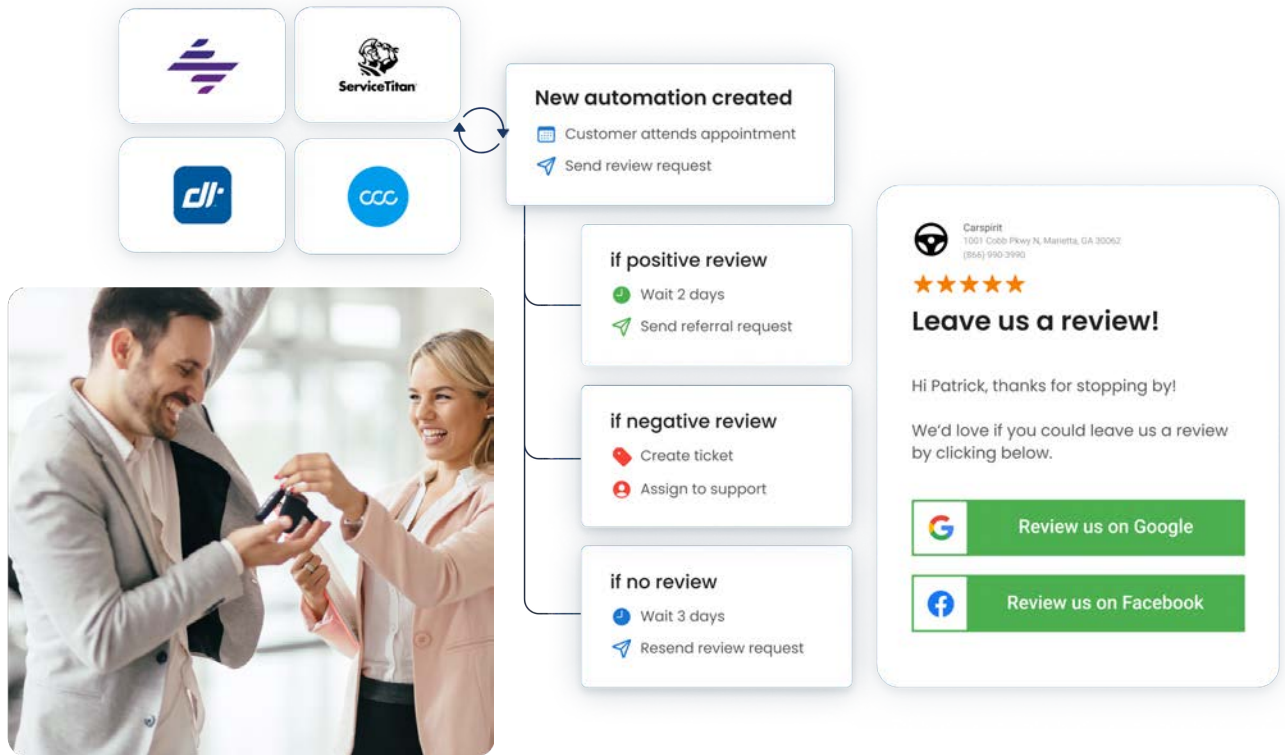 ServiceTitan
New automation created
Customer attends appointment
Send review request
if positive review
Wait 2 days
Send referral request
if negative review
Create ticket
Assign to support
if no review
Wait 3 days
Resend review request
Carspirit
1001 Cobb Pkwy N, Marietta, GA 30062
(866) 990-3990
Leave us a review!
Hi Patrick, thanks for stopping by!
We'd love if you could leave us a review
by clicking below.
Review us on Google
Review us on Facebook